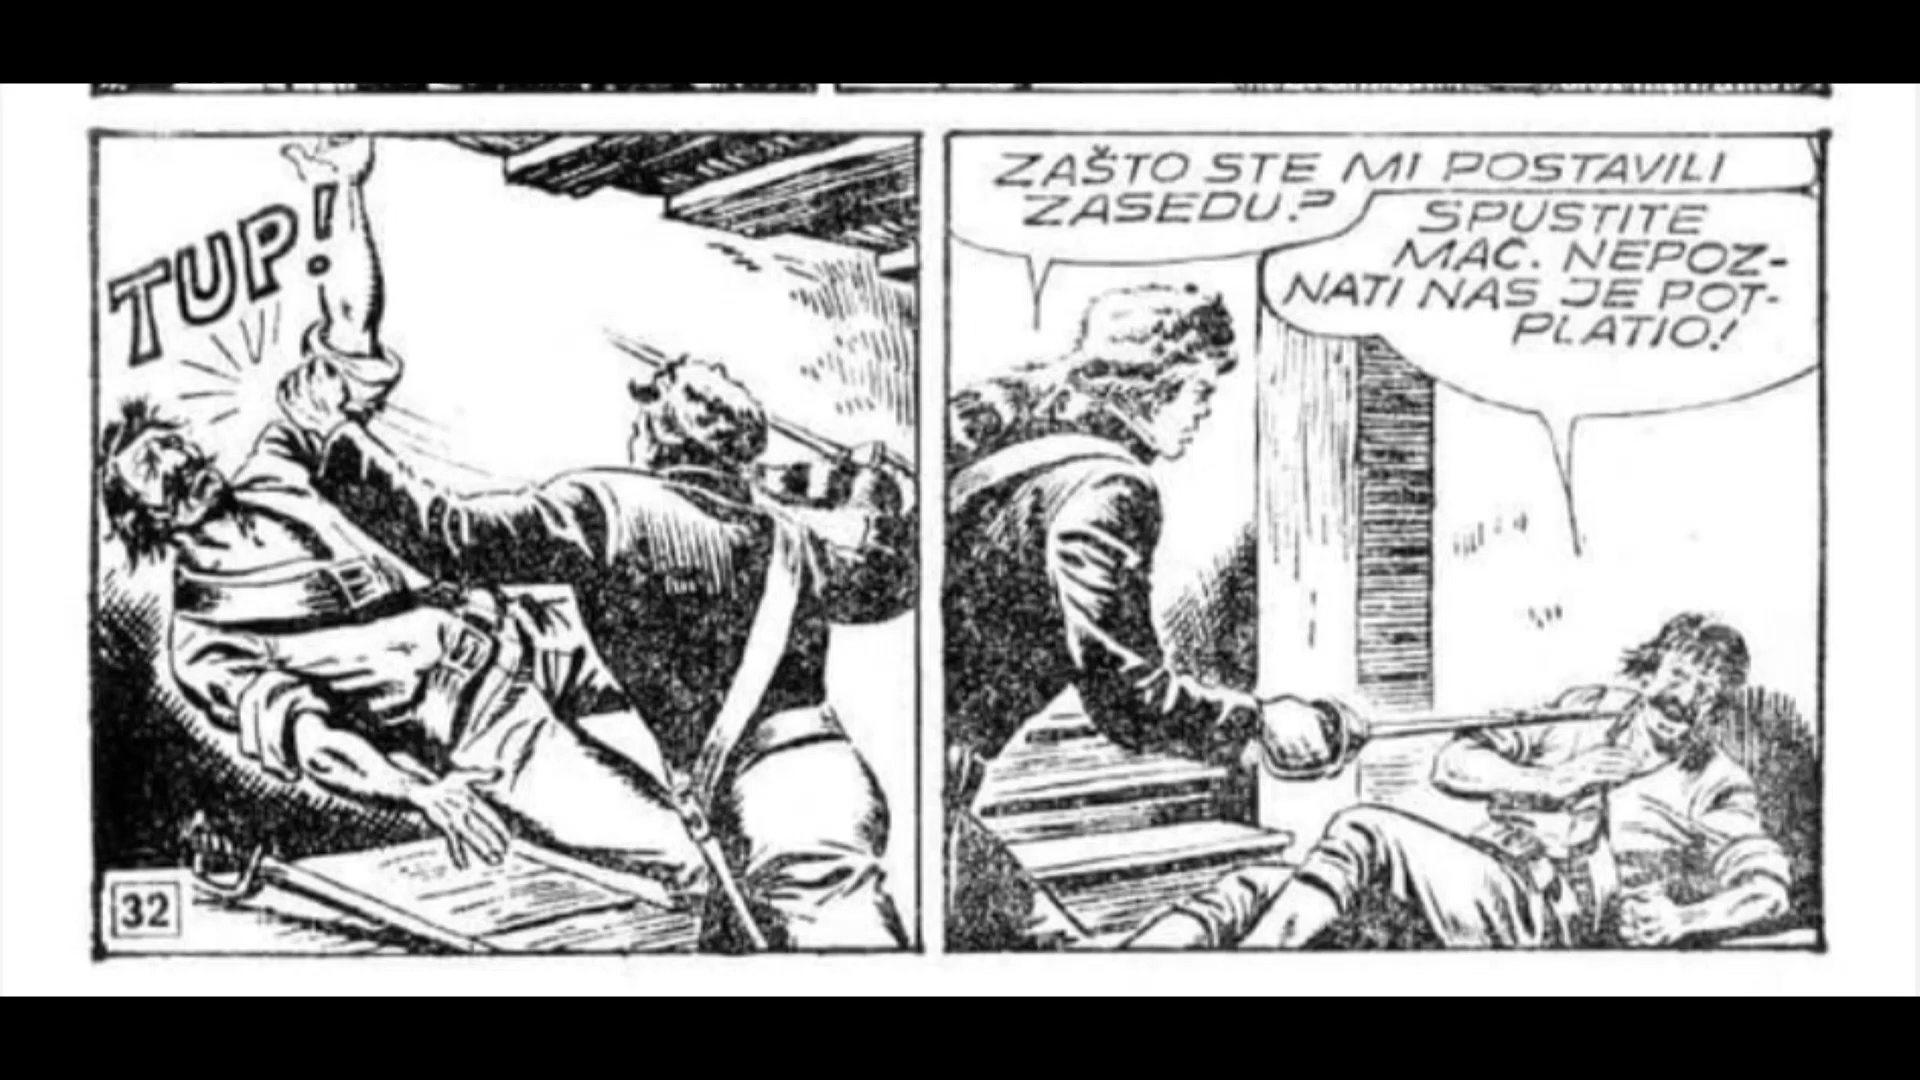 TUP!
32
ZAŠTO STE MI POSTAVILI
ZASEDU?
SPUSTITE
MAČ. NEPOZ-
NATI NAS JE POT-
PLATIO!